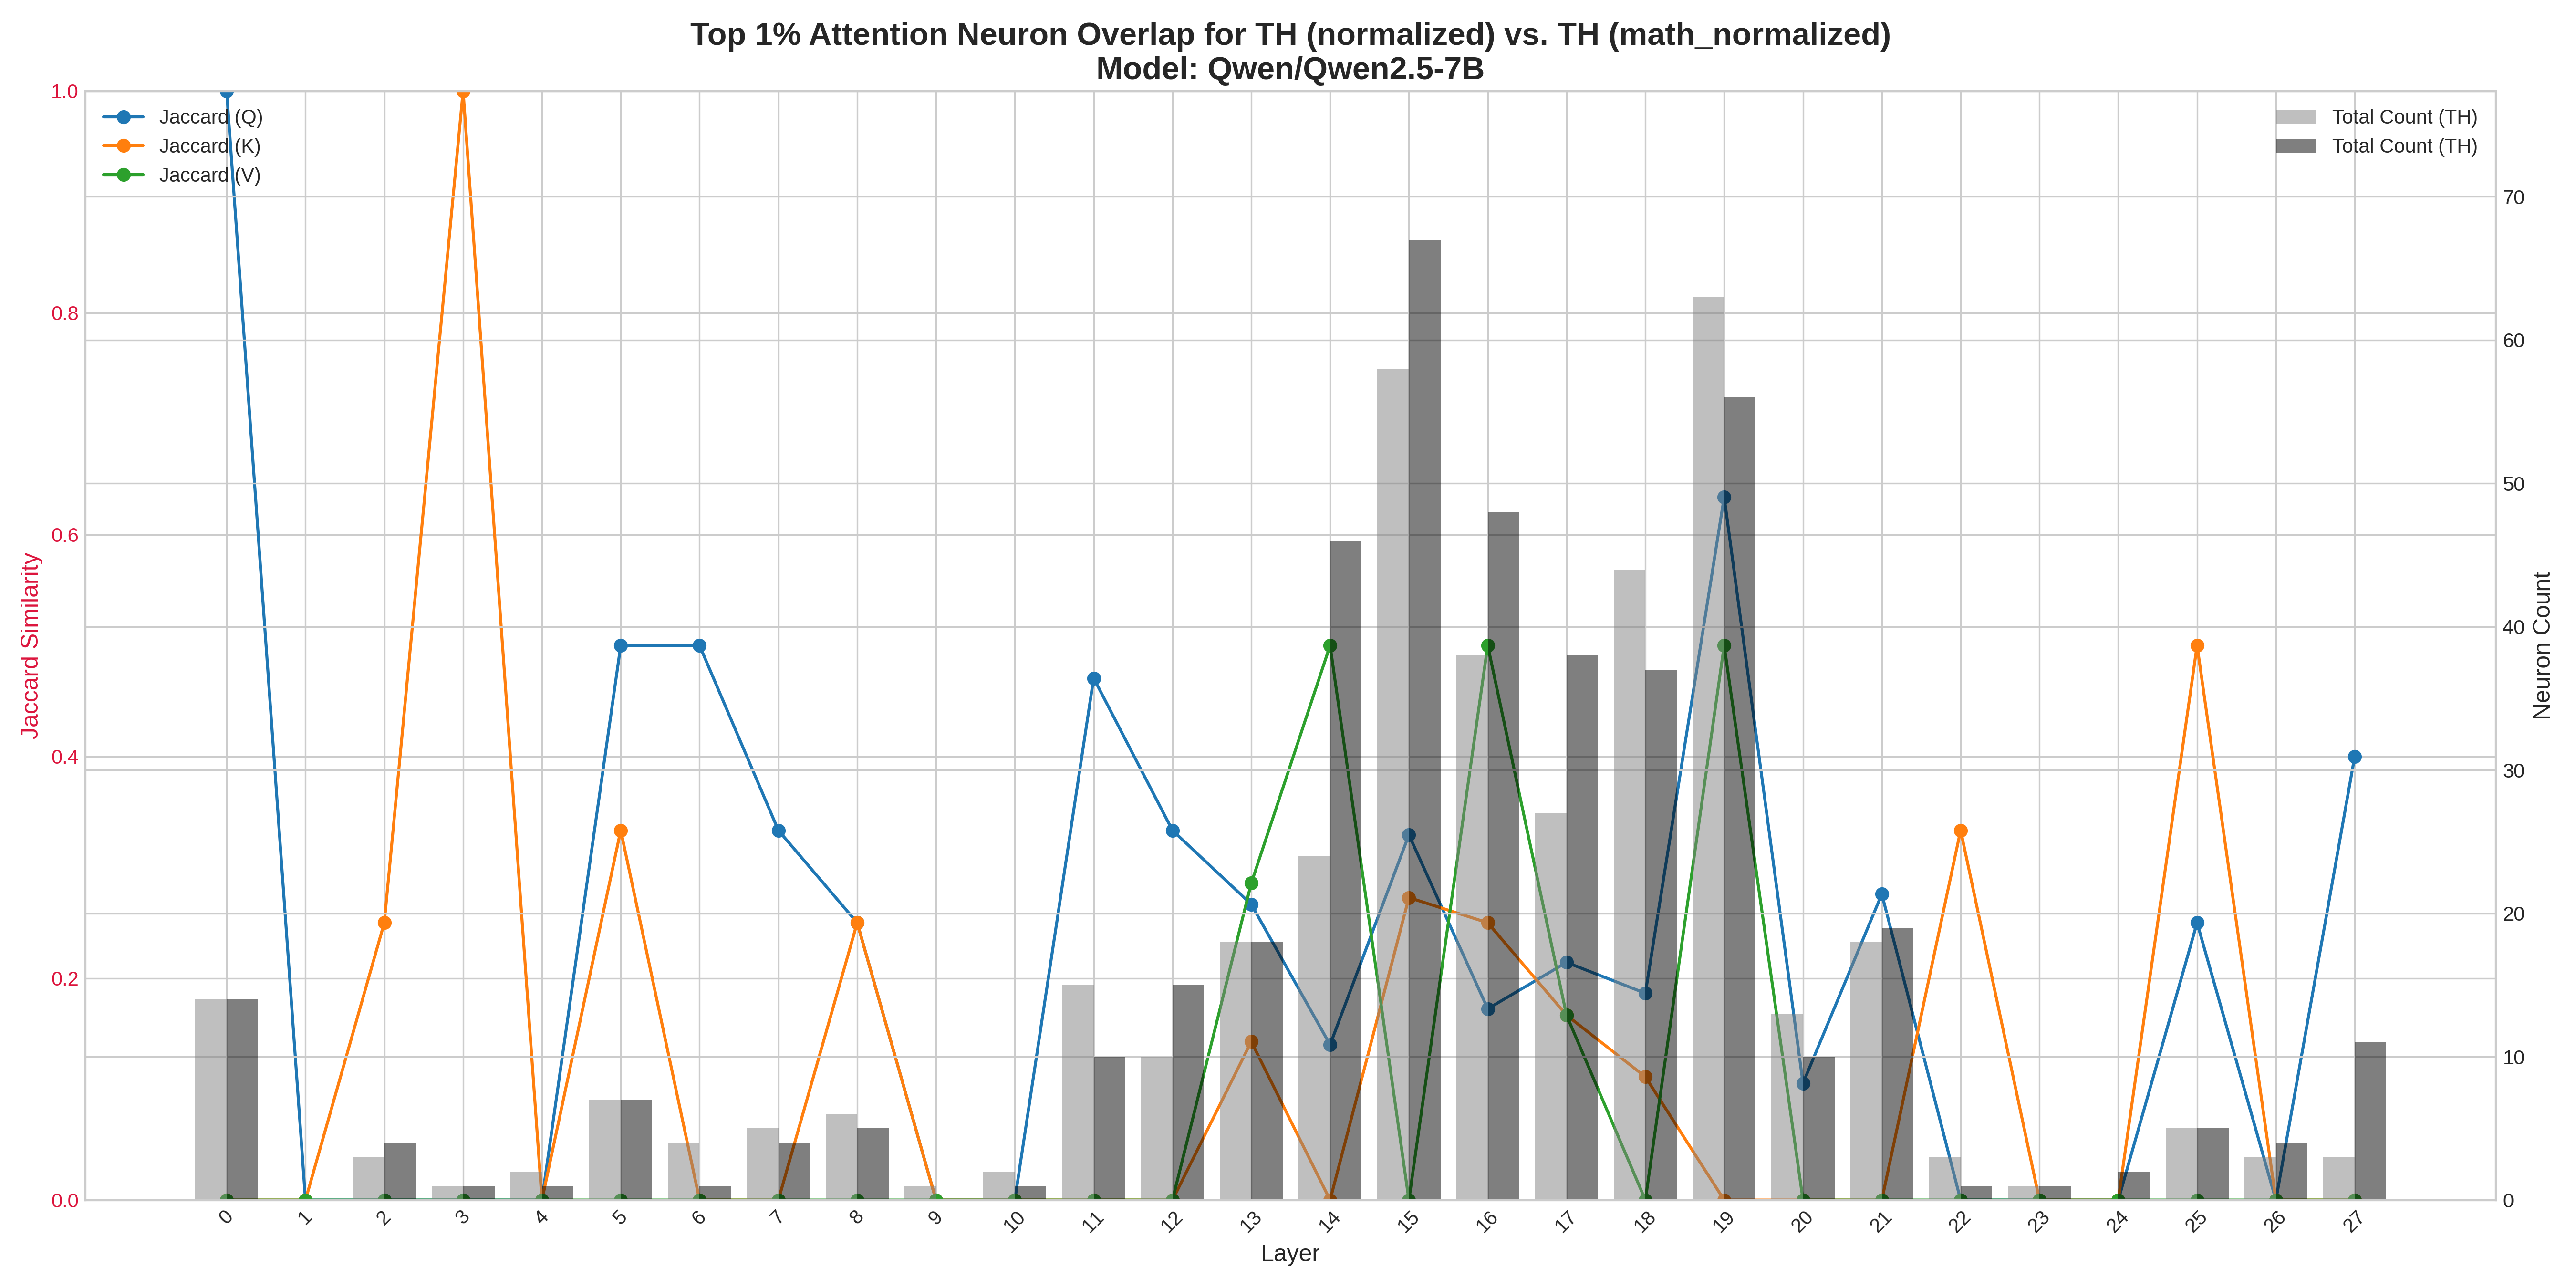 Top 1% Attention Neuron Overlap for TH (normalized) vs. TH (math_normalized)
Model: Qwen/Qwen2.5-7B
Jaccard (Q)
Jaccard (K)
Jaccard (V)
Total Count (TH)
Total Count (TH)
Jaccard Similarity
1.0
0.8
0.6
0.4
0.2
0.0
Neuron Count
70
60
50
40
30
20
10
0
0 1 2 3 4 5 6 7 8 9 10 11 12 13 14 15 16 17 18 19 20 21 22 23 24 25 26 27
Layer